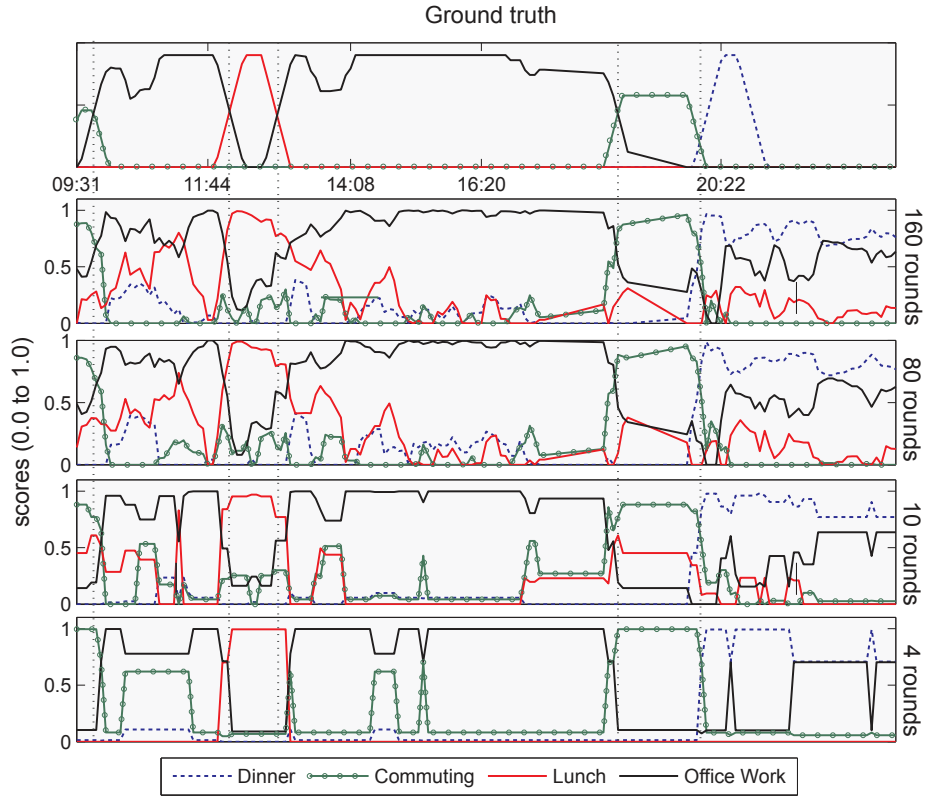 Ground truth
09:31 11:44 14:08 16:20 20:22
1
0.5
0
160 rounds
1
0.5
0
80 rounds
scores (0.0 to 1.0)
1
0.5
0
10 rounds
1
0.5
0
4 rounds
Dinner Commuting Lunch Office Work